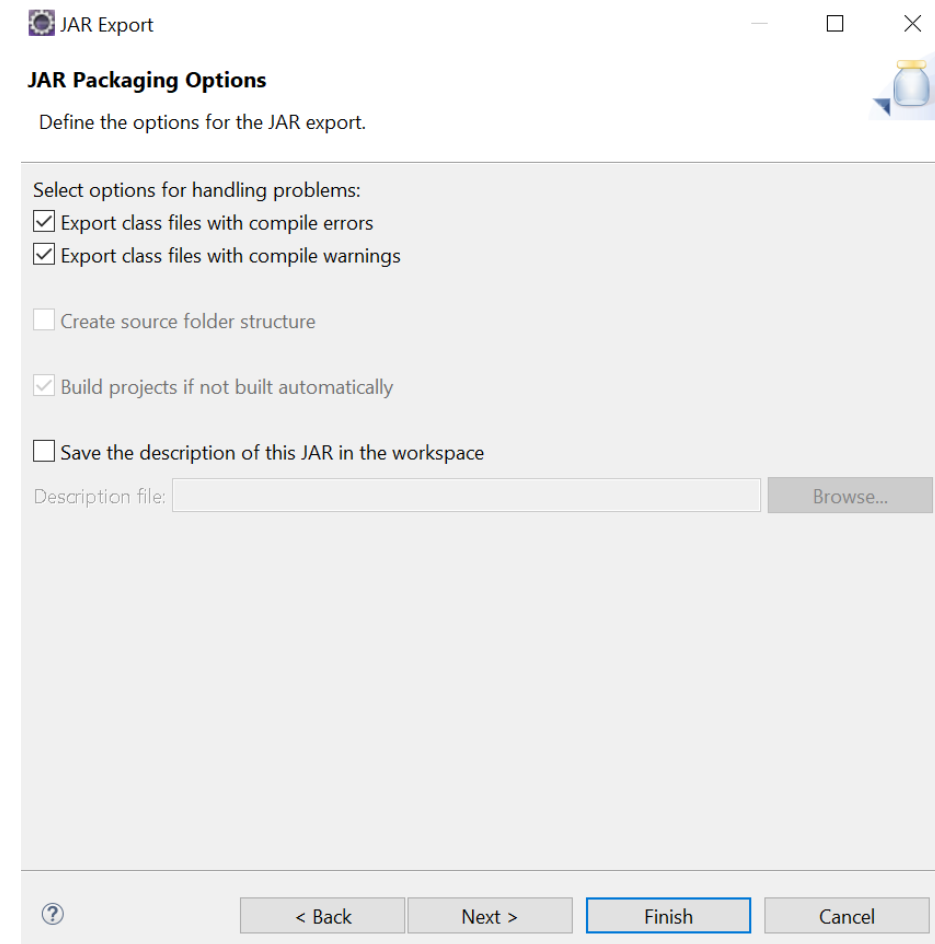 JAR Export
JAR Packaging Options
Define the options for the JAR export.
Select options for handling problems:
Export class files with compile errors
Export class files with compile warnings
Create source folder structure
Build projects if not built automatically
Save the description of this JAR in the workspace
Description file: Browse...
? < Back Next > Finish Cancel